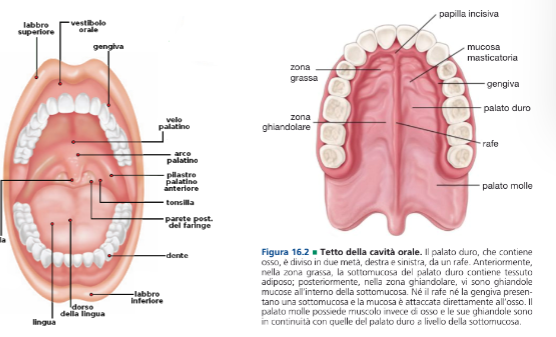 labbro
superiore
vestibolo
orale
gengiva
velo
palatino
arco
palatino
pilastro
palatino
anteriore
tonsilla
parete post.
del faringe
dente
labbro
inferiore
dorso
della lingua
lingua
la
papilla incisiva
mucosa
masticatoria
gengiva
palato duro
rafe
palato molle
zona
grassa
zona
ghiandolare
Figura 16.2 ■ Tetto della cavità orale. Il palato duro, che contiene
osso, è diviso in due metà, destra e sinistra, da un rafe. Anteriormente,
nella zona grassa, la sottomucosa del palato duro contiene tessuto
adiposo; posteriormente, nella zona ghiandolare, vi sono ghiandole
mucose all'interno della sottomucosa. Né il rafe né la gengiva presen-
tano una sottomucosa e la mucosa è attaccata direttamente all'osso. Il
palato molle possiede muscolo invece di osso e le sue ghiandole sono
in continuità con quelle del palato duro a livello della sottomucosa.